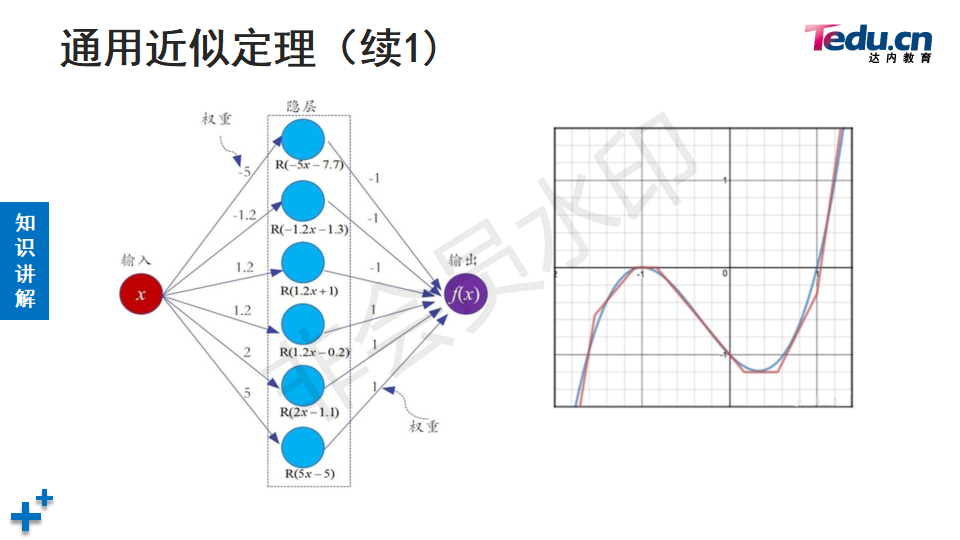 通用近似定理（续1）
Tedu.cn
达内教育
知识讲解
隐层
权重
-5
R(−5x−7.7)
-1
-1.2
R(−1.2x−1.3)
-1
输入
1.2
x
R(1.2x+1)
-1
输出
f(x)
1.2
R(1.2x−0.2)
1
2
R(2x−1.1)
1
5
R(5x−5)
1
权重
1
-1
0
-1
非会员水印